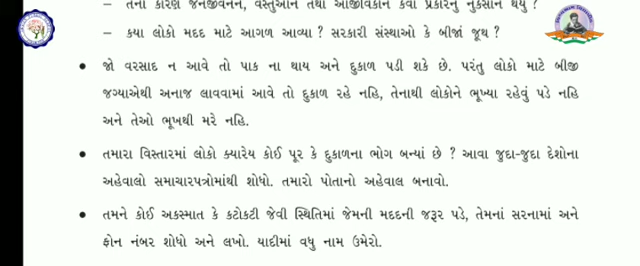 – તેના કારણે જનજીવનને, વસ્તુઓને તથા આજીવિકાને કેવા પ્રકારનું નુકસાન થયું ?
– કયા લોકો મદદ માટે આગળ આવ્યા ? સરકારી સંસ્થાઓ કે બીજાં જૂથ ?
● જો વરસાદ ન આવે તો પાક ના થાય અને દુકાળ પડી શકે છે. પરંતુ લોકો માટે બીજી
જગ્યાએથી અનાજ લાવવામાં આવે તો દુકાળ રહે નહિ, તેનાથી લોકોને ભૂખ્યા રહેવું પડે નહિ
અને તેઓ ભૂખથી મરે નહિ.
● તમારા વિસ્તારમાં લોકો ક્યારેય કોઈ પૂર કે દુકાળના ભોગ બન્યાં છે ? આવા જુદા-જુદા દેશોના
અહેવાલો સમાચારપત્રોમાંથી શોધો. તમારો પોતાનો અહેવાલ બનાવો.
● તમને કોઈ અકસ્માત કે કટોકટી જેવી સ્થિતિમાં જેમની મદદની જરૂર પડે, તેમનાં સરનામાં અને
ફોન નંબર શોધો અને લખો. યાદીમાં વધુ નામ ઉમેરો.